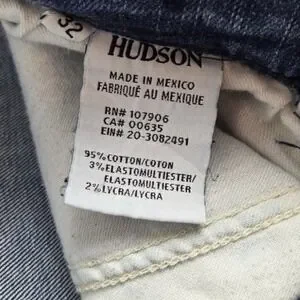 32
HUDSON
MADE IN MEXICO
FABRIQUÉ AU MEXIQUE
RN# 107906
CA# 00635
EIN# 20-3082491
95% COTTON/COTON
3% ELASTOMULTIESTER/
ELASTOMULTIESTER
2% LYCRA/LYCRA